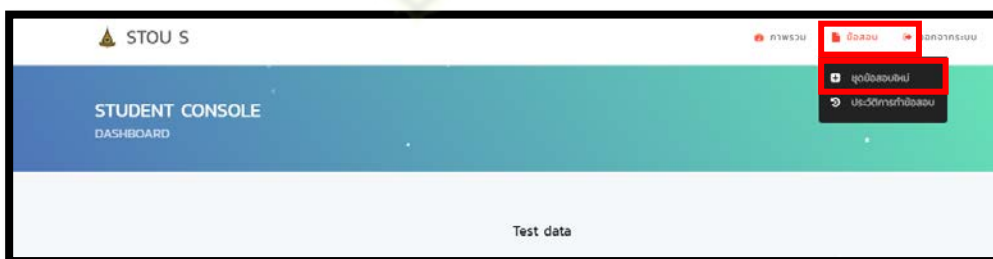 STOU S
ภาพรวม
ข้อสอบ
ออกจากระบบ
ชุดข้อสอบใหม่
ประวัติการทำข้อสอบ
STUDENT CONSOLE
DASHBOARD
Test data